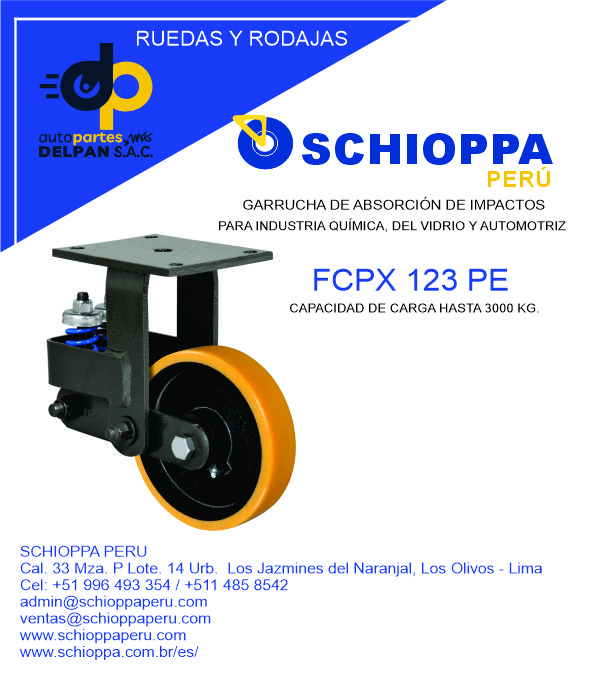 RUEDAS Y RODAJAS
dp
autopartes y más
DELPAN S.A.C.
SCHIOPPA
PERÚ
GARRUCHA DE ABSORCIÓN DE IMPACTOS
PARA INDUSTRIA QUÍMICA, DEL VIDRIO Y AUTOMOTRIZ
FCPX 123 PE
CAPACIDAD DE CARGA HASTA 3000 KG.
SCHIOPPA PERU
Cal. 33 Mza. P Lote. 14 Urb.  Los Jazmines del Naranjal, Los Olivos - Lima
Cel: +51 996 493 354 / +511 485 8542
admin@schioppaperu.com
ventas@schioppaperu.com
www.schioppaperu.com
www.schioppa.com.br/es/